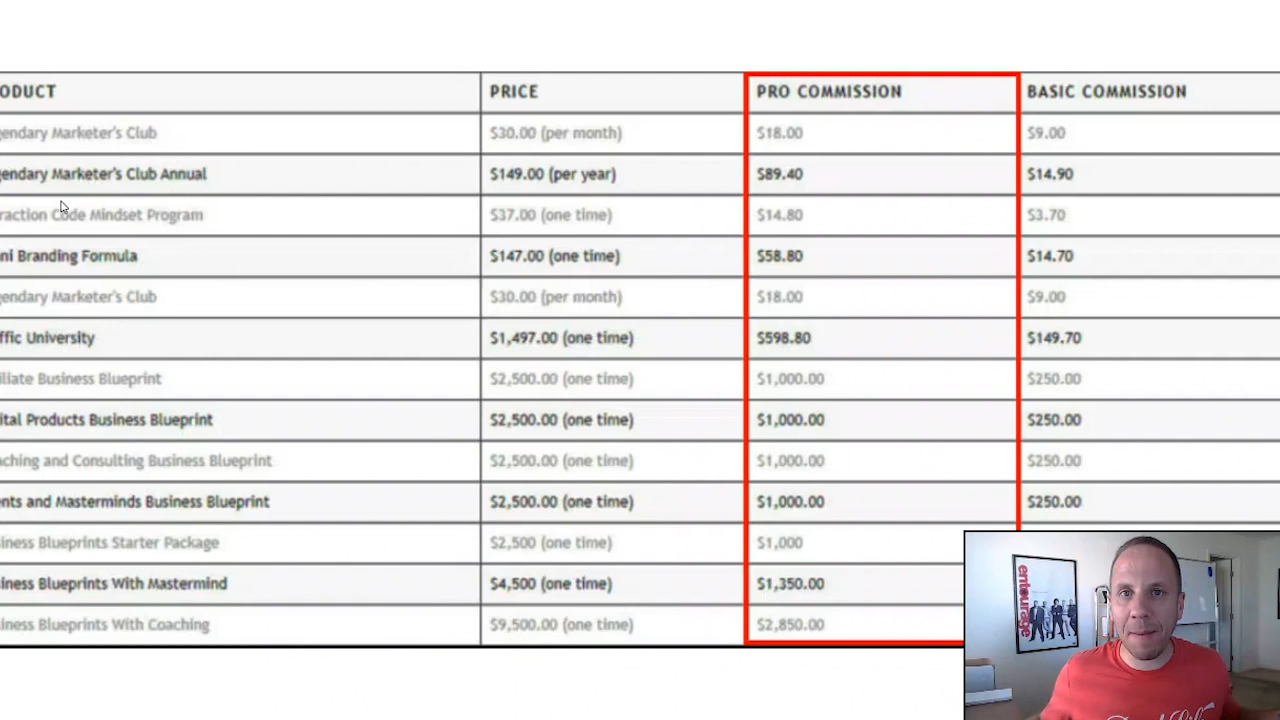 ODUCT PRICE PRO COMMISSION BASIC COMMISSION
gendary Marketer's Club $30.00 (per month) $18.00 $9.00
gendary Marketer's Club Annual $149.00 (per year) $89.40 $14.90
raction Code Mindset Program $37.00 (one time) $14.80 $3.70
ni Branding Formula $147.00 (one time) $58.80 $14.70
gendary Marketer's Club $30.00 (per month) $18.00 $9.00
ffic University $1,497.00 (one time) $598.80 $149.70
iliate Business Blueprint $2,500.00 (one time) $1,000.00 $250.00
ital Products Business Blueprint $2,500.00 (one time) $1,000.00 $250.00
aching and Consulting Business Blueprint $2,500.00 (one time) $1,000.00 $250.00
ents and Masterminds Business Blueprint $2,500.00 (one time) $1,000.00 $250.00
iness Blueprints Starter Package $2,500 (one time) $1,000
iness Blueprints With Mastermind $4,500 (one time) $1,350.00
iness Blueprints With Coaching $9,500.00 (one time) $2,850.00
entourage